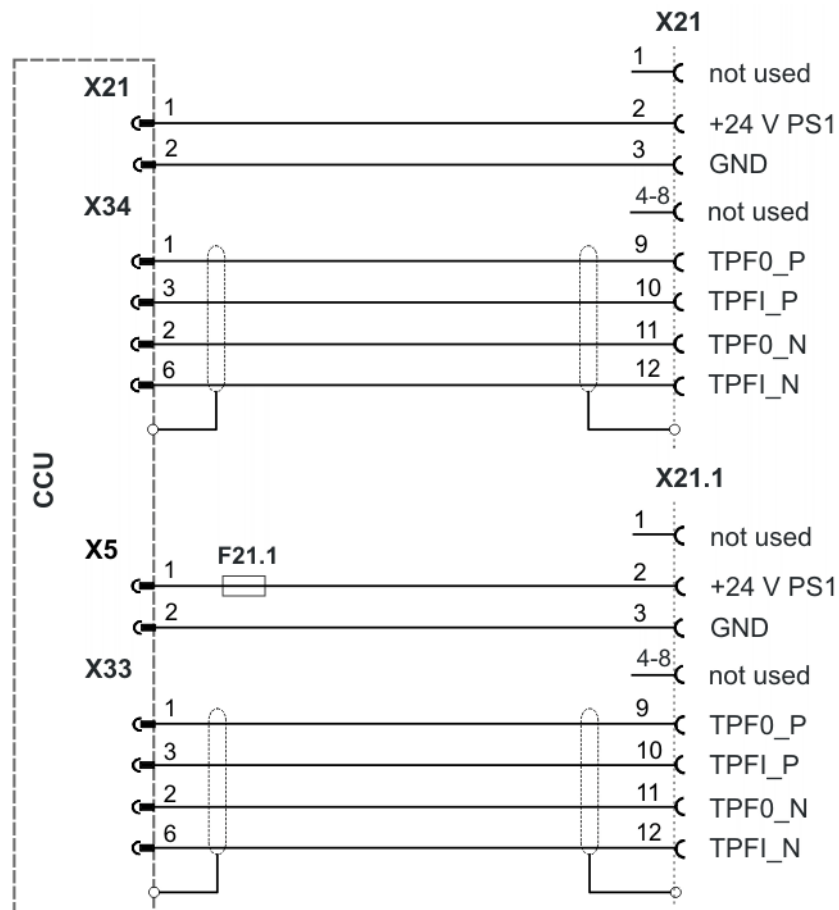 X21
1 not used
X21
1 2 +24 V PS1
2 3 GND
X34
4-8 not used
1 9 TPF0_P
3 10 TPFI_P
2 11 TPF0_N
6 12 TPFI_N
CCU
X21.1
1 not used
X5 F21.1
1 2 +24 V PS1
2 3 GND
X33
4-8 not used
1 9 TPF0_P
3 10 TPFI_P
2 11 TPF0_N
6 12 TPFI_N